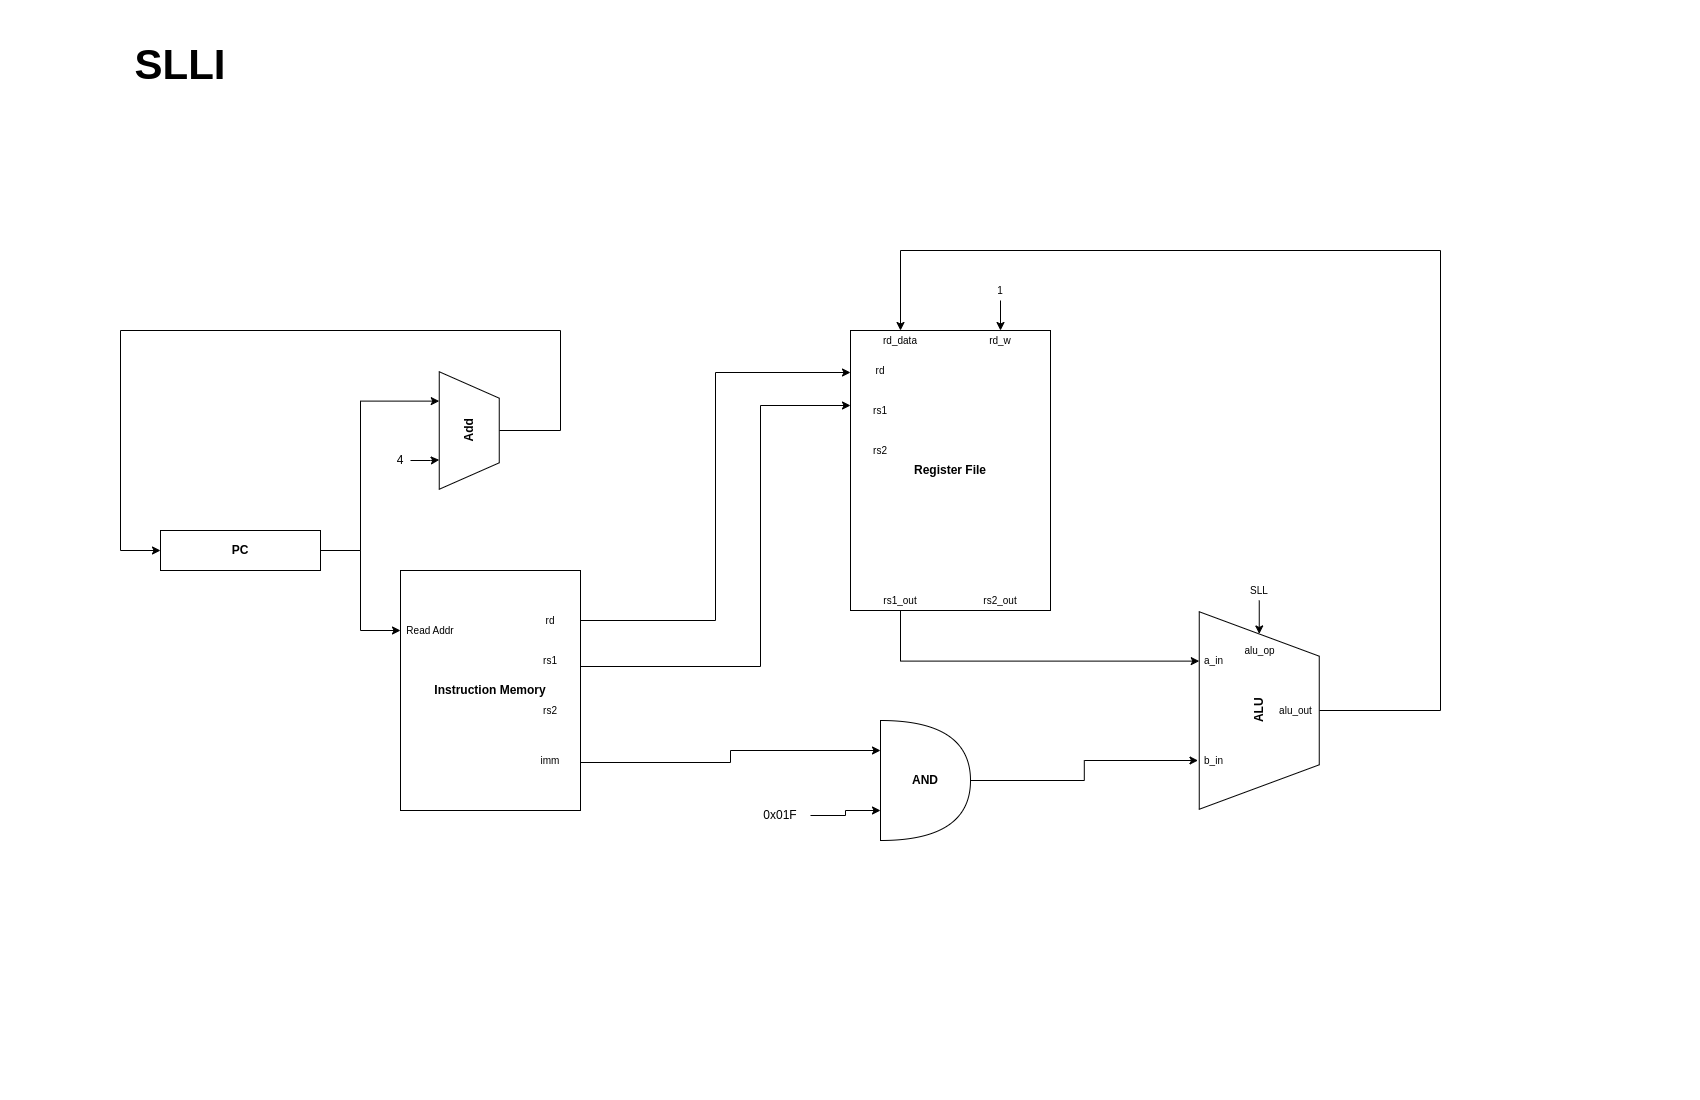 SLLI
1
rd_data
rd_w
rd
rs1
rs2
Register File
rs1_out
rs2_out
Add
4
PC
Read Addr
rd
rs1
Instruction Memory
rs2
imm
SLL
alu_op
a_in
ALU
alu_out
b_in
AND
0x01F